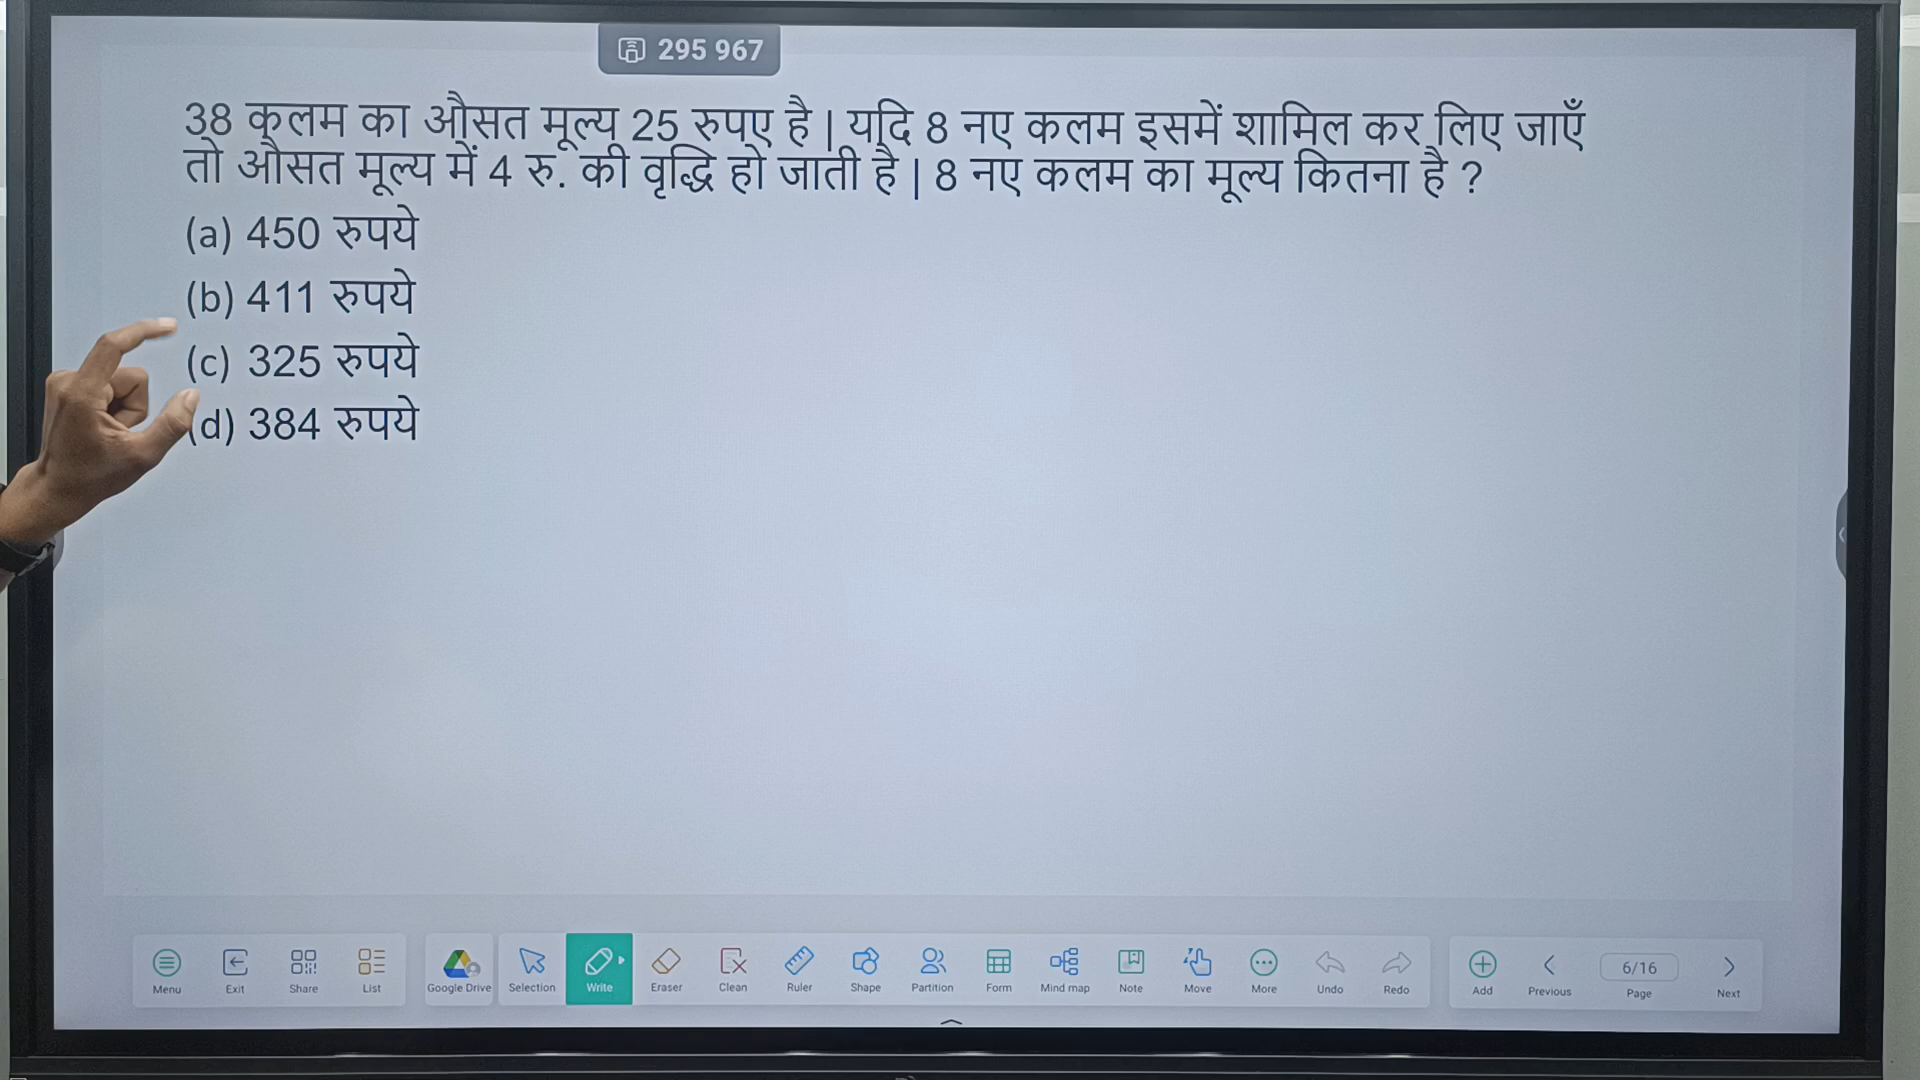 295 967
38 कलम का औसत मूल्य 25 रुपए है | यदि 8 नए कलम इसमें शामिल कर लिए जाएँ
तो औसत मूल्य में 4 रु. की वृद्धि हो जाती है | 8 नए कलम का मूल्य कितना है ?
(a) 450 रुपये
(b) 411 रुपये
(c) 325 रुपये
(d) 384 रुपये
Menu Exit Share List Google Drive Selection Write Eraser Clean Ruler Shape Partition Form Mind map Note Move More Undo Redo Add Previous 6/16 Page Next